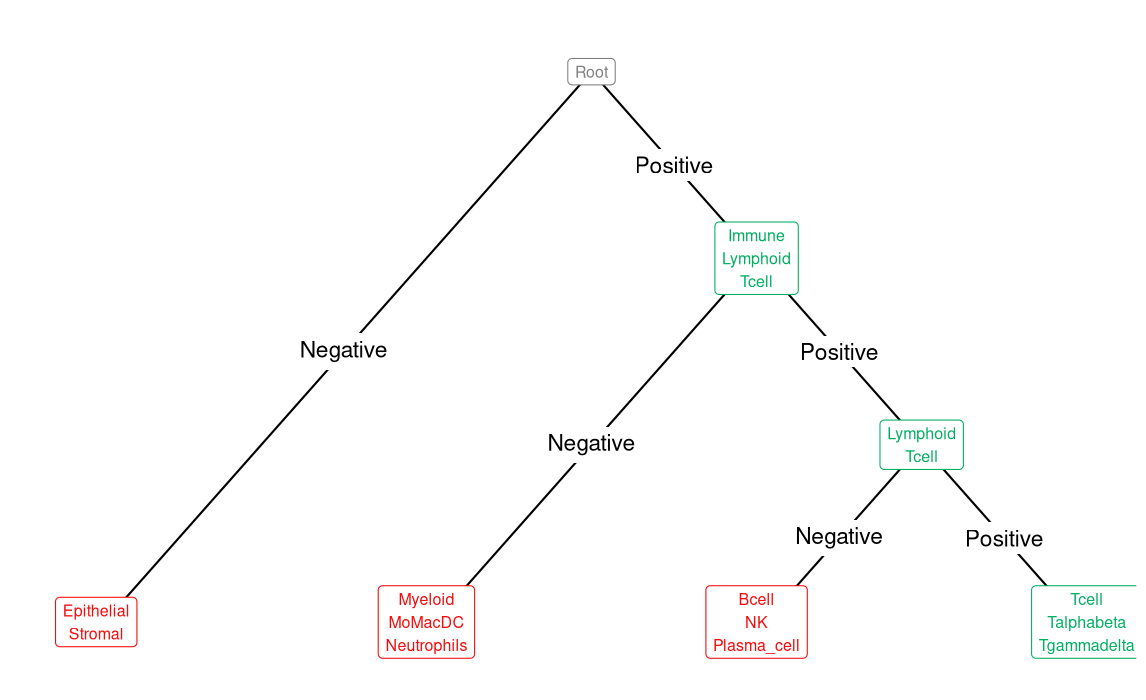 Root
Positive
Immune
Lymphoid
Tcell
Negative
Positive
Negative
Lymphoid
Tcell
Negative
Positive
Epithelial
Stromal
Myeloid
MoMacDC
Neutrophils
Bcell
NK
Plasma_cell
Tcell
Talphabeta
Tgammadelta